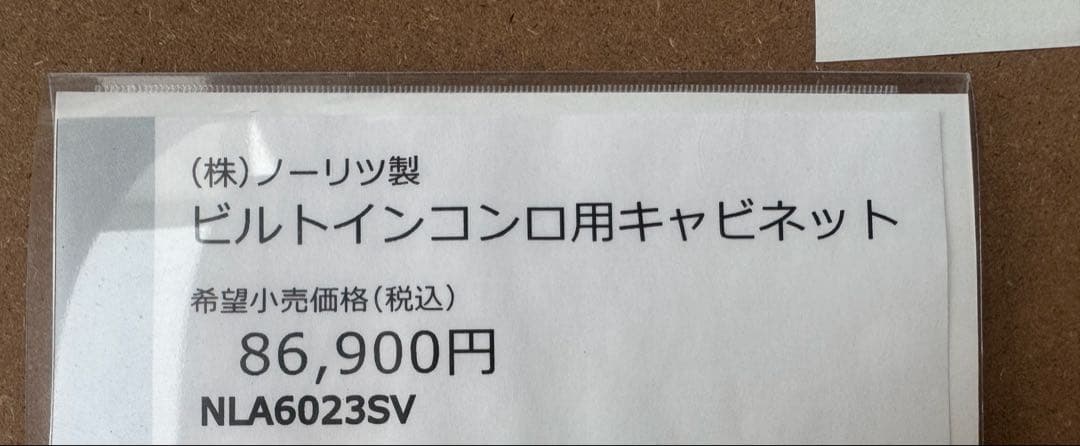 (株)ノーリツ製
ビルトインコンロ用キャビネット
希望小売価格(税込)
86,900円
NLA6023SV